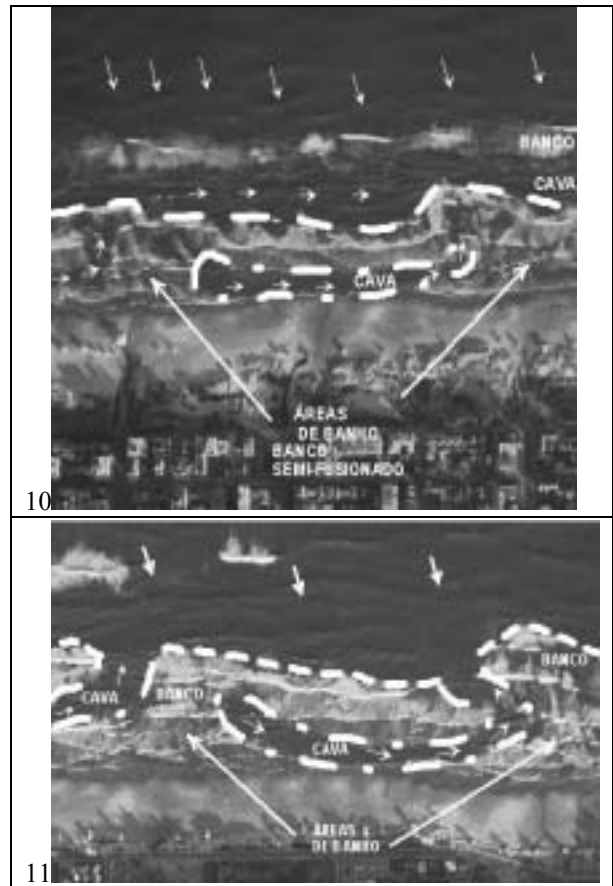 BANCO
CAVA
CAVA
ÁREAS
DE BANHO
BANCO
SEMI-FUSIONADO
10
BANCO
CAVA
BANCO
CAVA
ÁREAS
DE BANHO
11